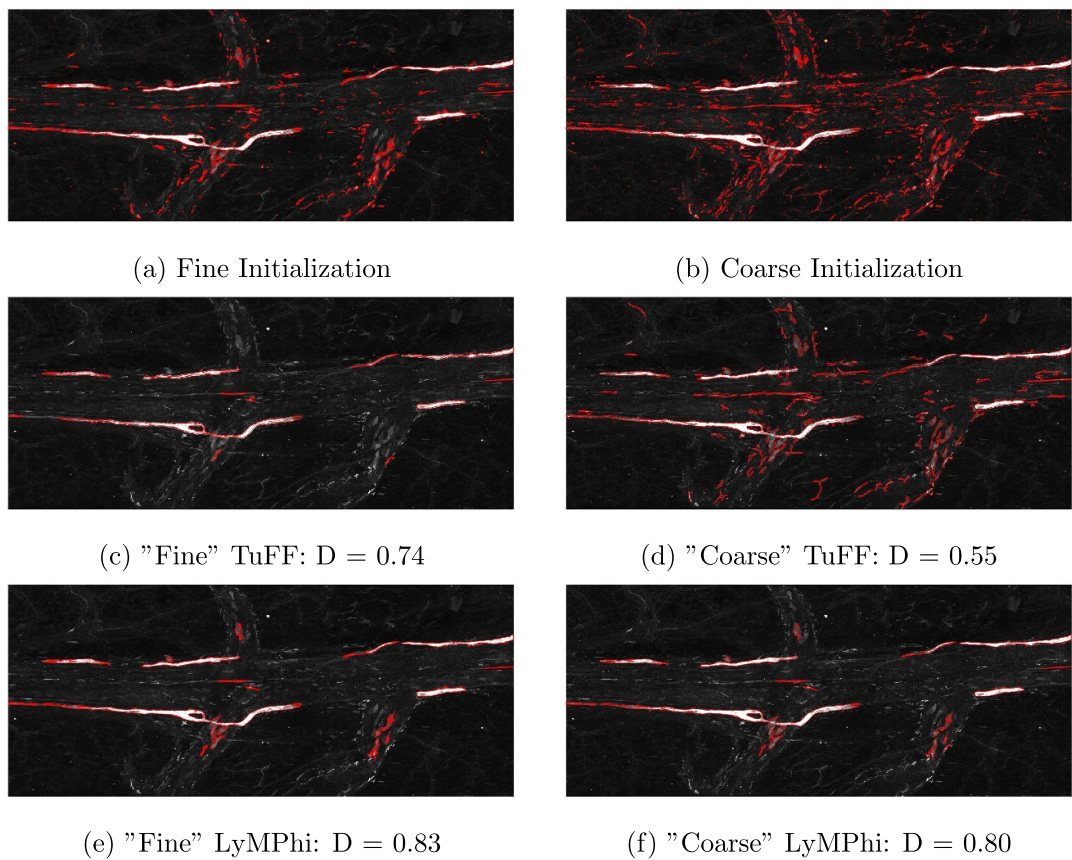 (a) Fine Initialization
(b) Coarse Initialization
(c) ”Fine” TuFF: D = 0.74
(d) ”Coarse” TuFF: D = 0.55
(e) ”Fine” LyMPhi: D = 0.83
(f) ”Coarse” LyMPhi: D = 0.80